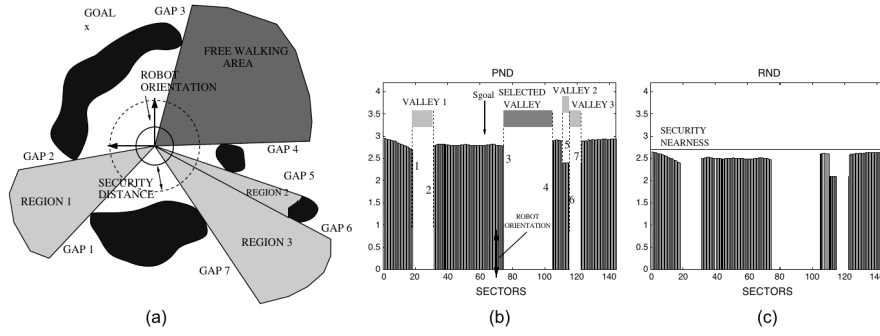 GOAL
x
GAP 3
FREE WALKING
AREA
ROBOT
ORIENTATION
GAP 2
GAP 4
SECURITY
DISTANCE
GAP 5
REGION 2
REGION 1
GAP 6
REGION 3
GAP 1
GAP 7
(a)
PND
4
3.5
3
2.5
2
1.5
1
0.5
0
VALLEY 1
Sgoal
SELECTED
VALLEY
VALLEY 2
VALLEY 3
1
2
3
4
5
6
7
ROBOT
ORIENTATION
0 20 40 60 80 100 120 140
SECTORS
(b)
RND
4
3.5
3
2.5
2
1.5
1
0.5
0
SECURITY
NEARNESS
0 20 40 60 80 100 120 140
SECTORS
(c)